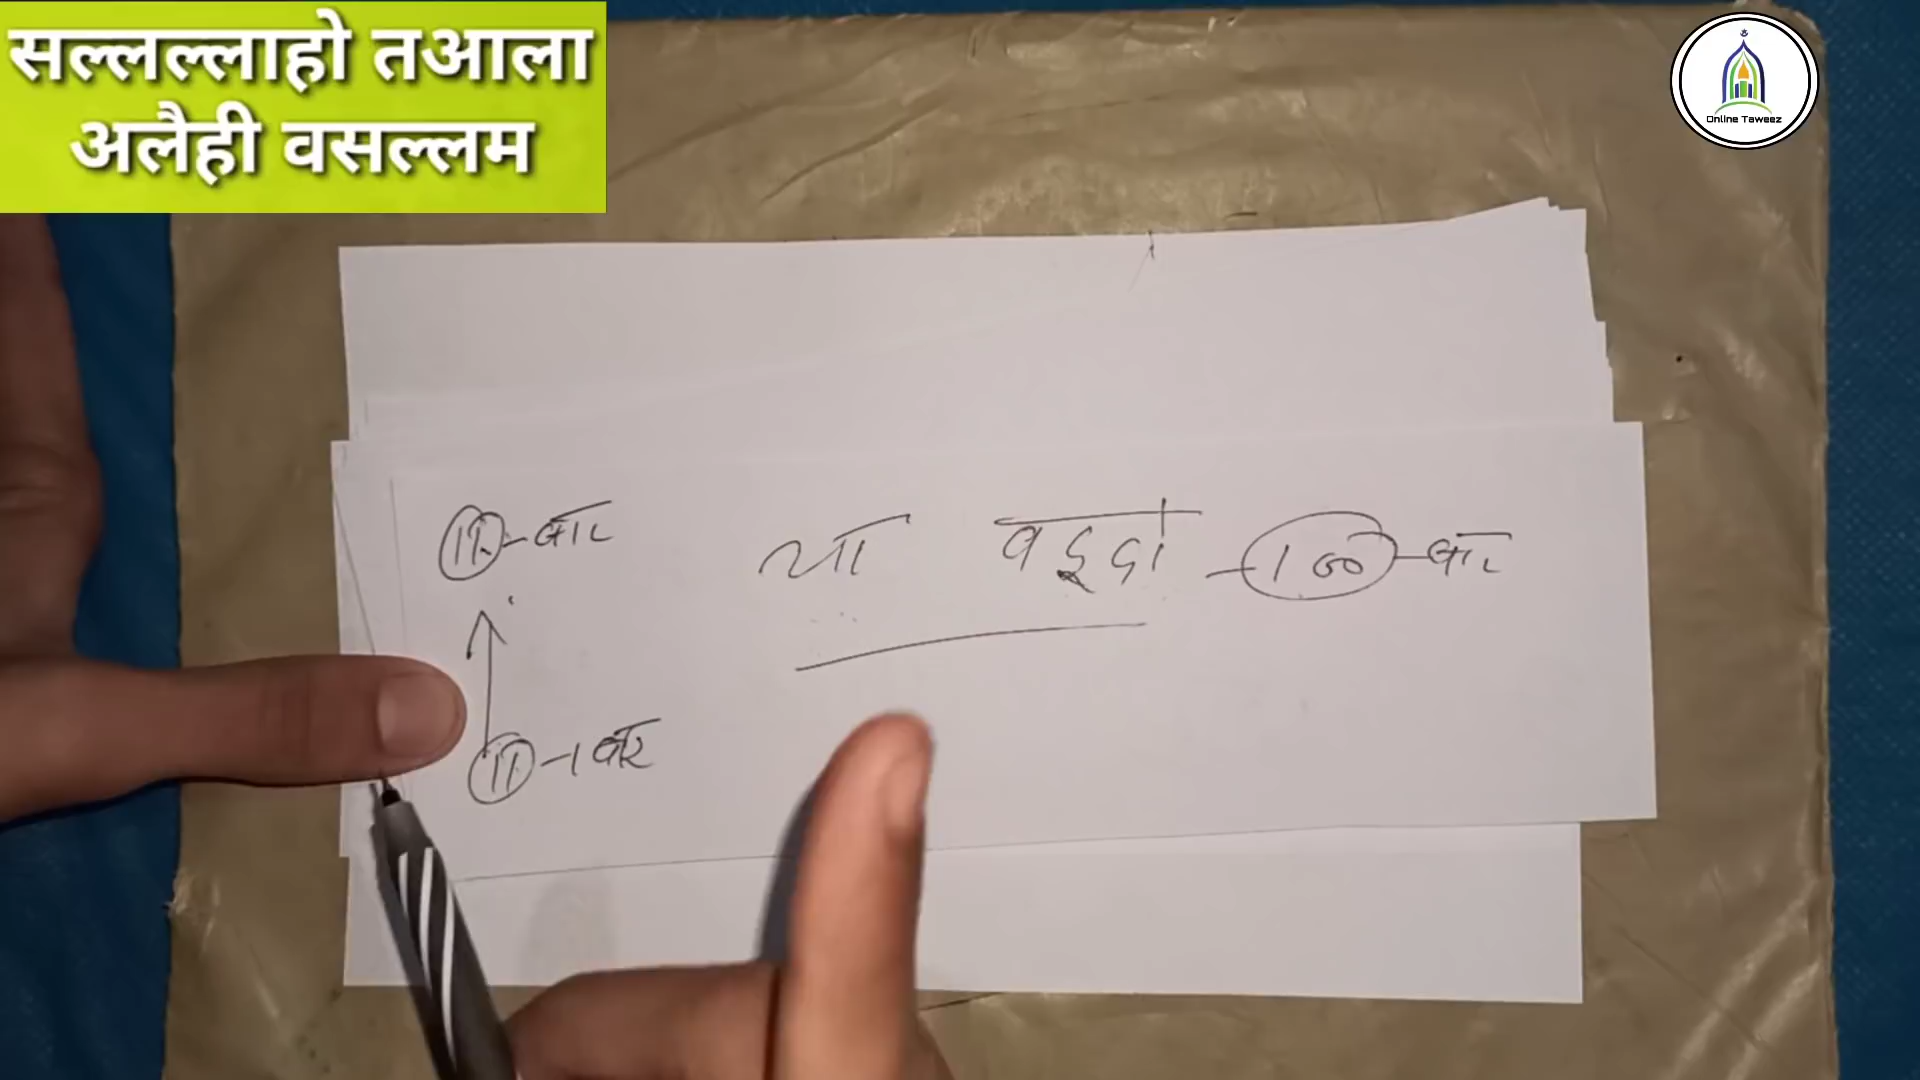 सल्लल्लाहो तआला
अलैही वसल्लम
Online Taweez
11 - बार
या वदूदो - 100 - बार
11 - बार